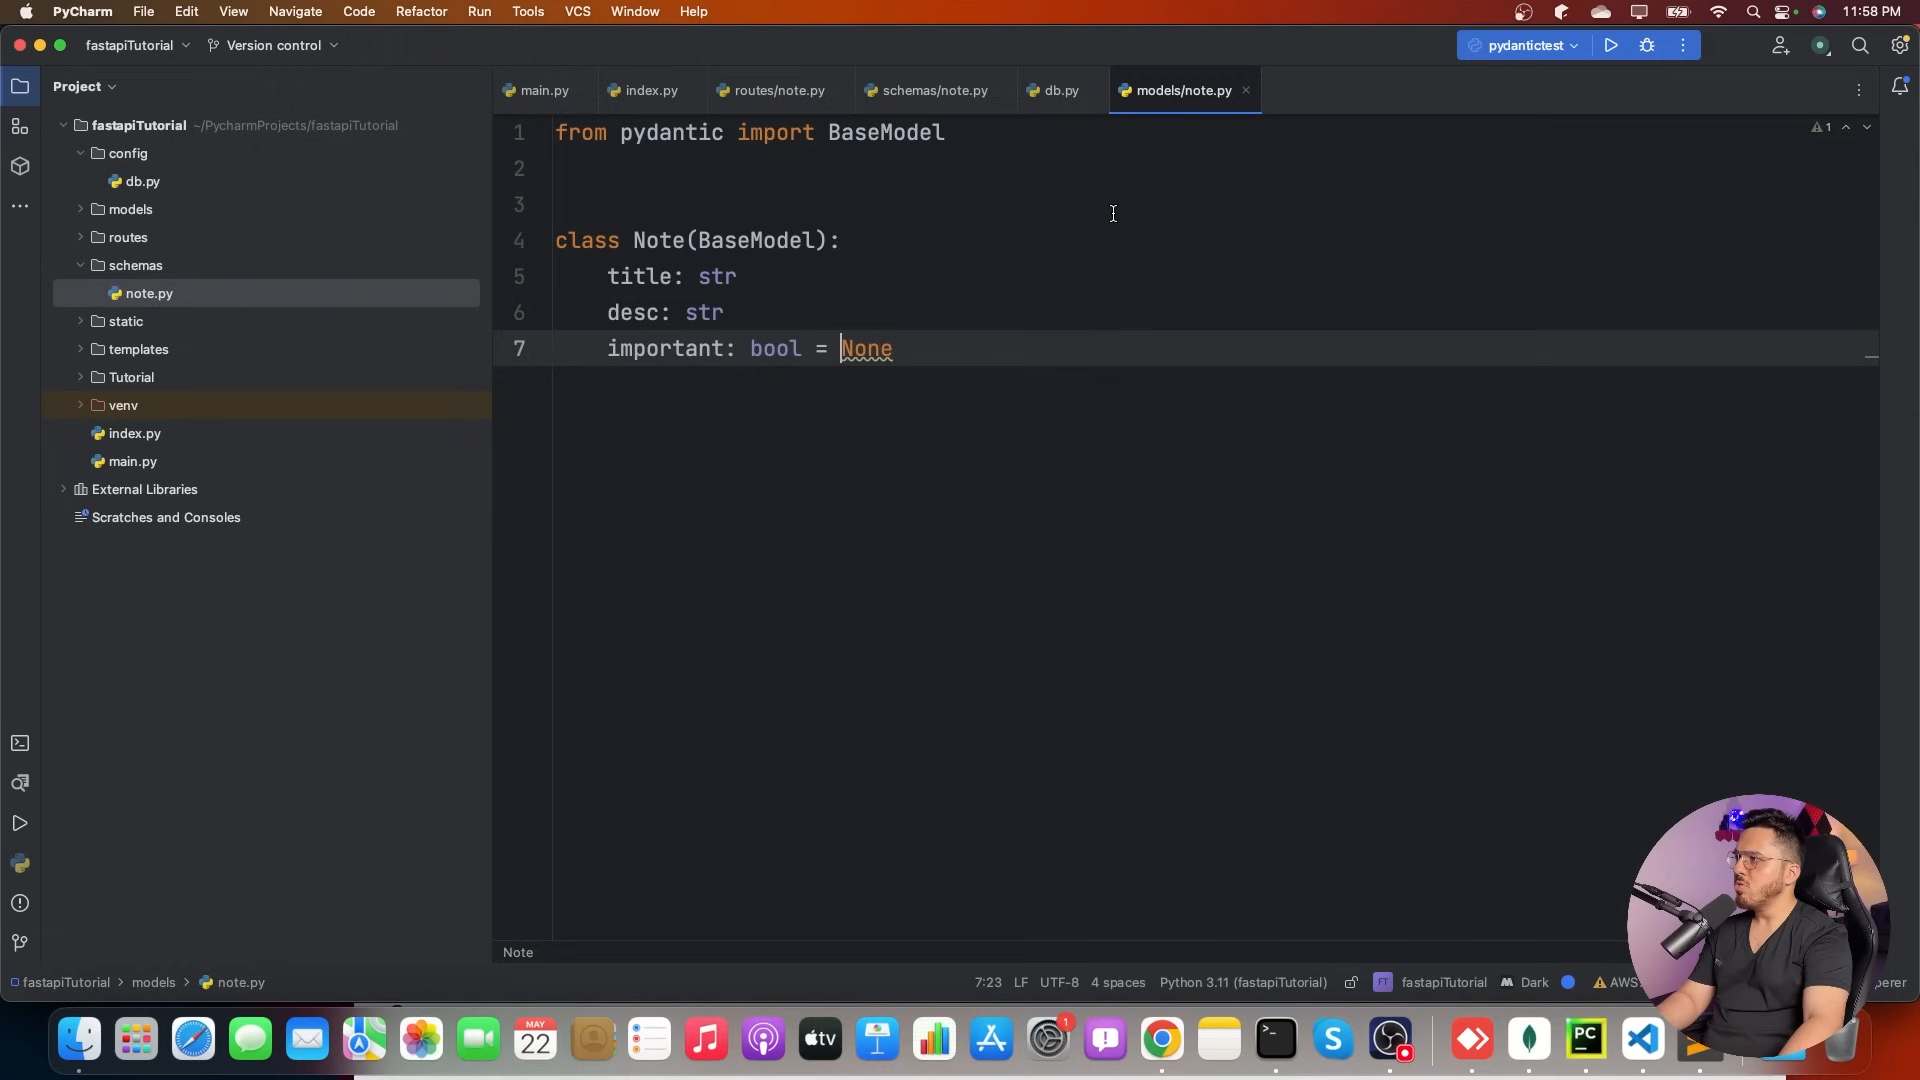 PyCharm File Edit View Navigate Code Refactor Run Tools VCS Window Help 11:58 PM
fastapiTutorial Version control pydantictest
Project
main.py index.py routes/note.py schemas/note.py db.py models/note.py
fastapiTutorial ~/PycharmProjects/fastapiTutorial
config
db.py
models
routes
schemas
note.py
static
templates
Tutorial
venv
index.py
main.py
External Libraries
Scratches and Consoles
1 from pydantic import BaseModel
2
3
4 class Note(BaseModel):
5 title: str
6 desc: str
7 important: bool = None
1
Note
fastapiTutorial > models > note.py 7:23 LF UTF-8 4 spaces Python 3.11 (fastapiTutorial) FT fastapiTutorial Dark AWS
MAY
22
tv
1
S
PC